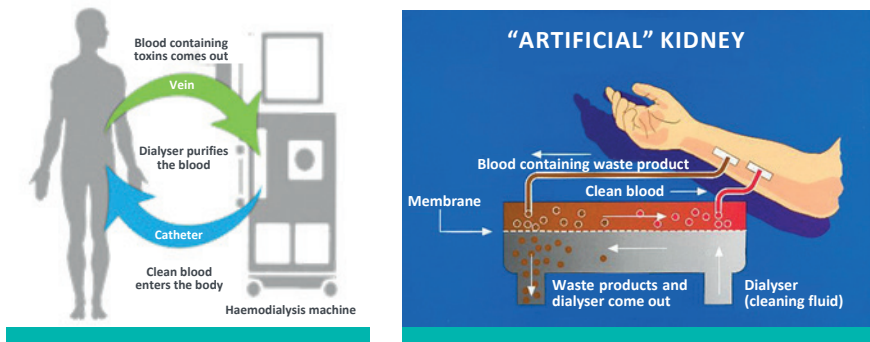 Blood containing
toxins comes out
Vein
Dialyser purifies
the blood
Catheter
Clean blood
enters the body
Haemodialysis machine
“ARTIFICIAL” KIDNEY
Blood containing waste product
Clean blood
Membrane
Waste products and
dialyser come out
Dialyser
(cleaning fluid)